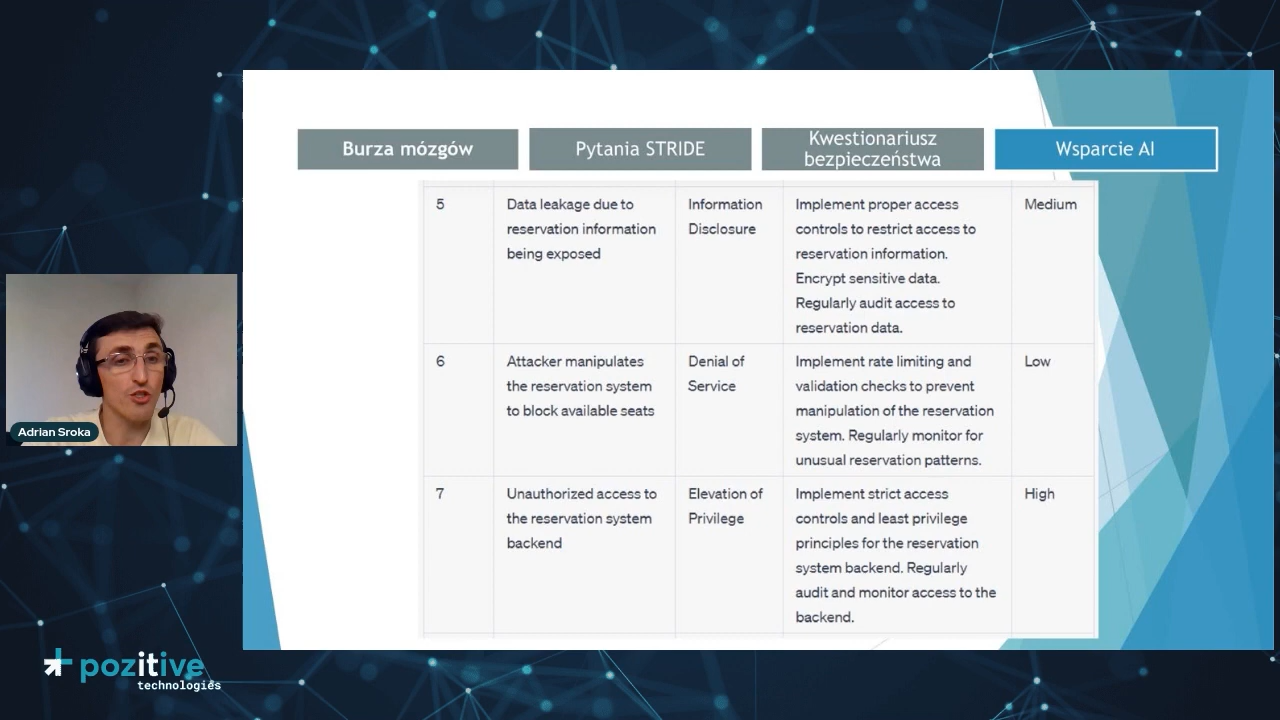 Burza mózgów
Pytania STRIDE
Kwestionariusz
bezpieczeństwa
Wsparcie AI
5
Data leakage due to
reservation information
being exposed
Information
Disclosure
Implement proper access
controls to restrict access to
reservation information.
Encrypt sensitive data.
Regularly audit access to
reservation data.
Medium
6
Attacker manipulates
the reservation system
to block available seats
Denial of
Service
Implement rate limiting and
validation checks to prevent
manipulation of the reservation
system. Regularly monitor for
unusual reservation patterns.
Low
7
Unauthorized access to
the reservation system
backend
Elevation of
Privilege
Implement strict access
controls and least privilege
principles for the reservation
system backend. Regularly
audit and monitor access to the
backend.
High
Adrian Sroka
pozitive
technologies